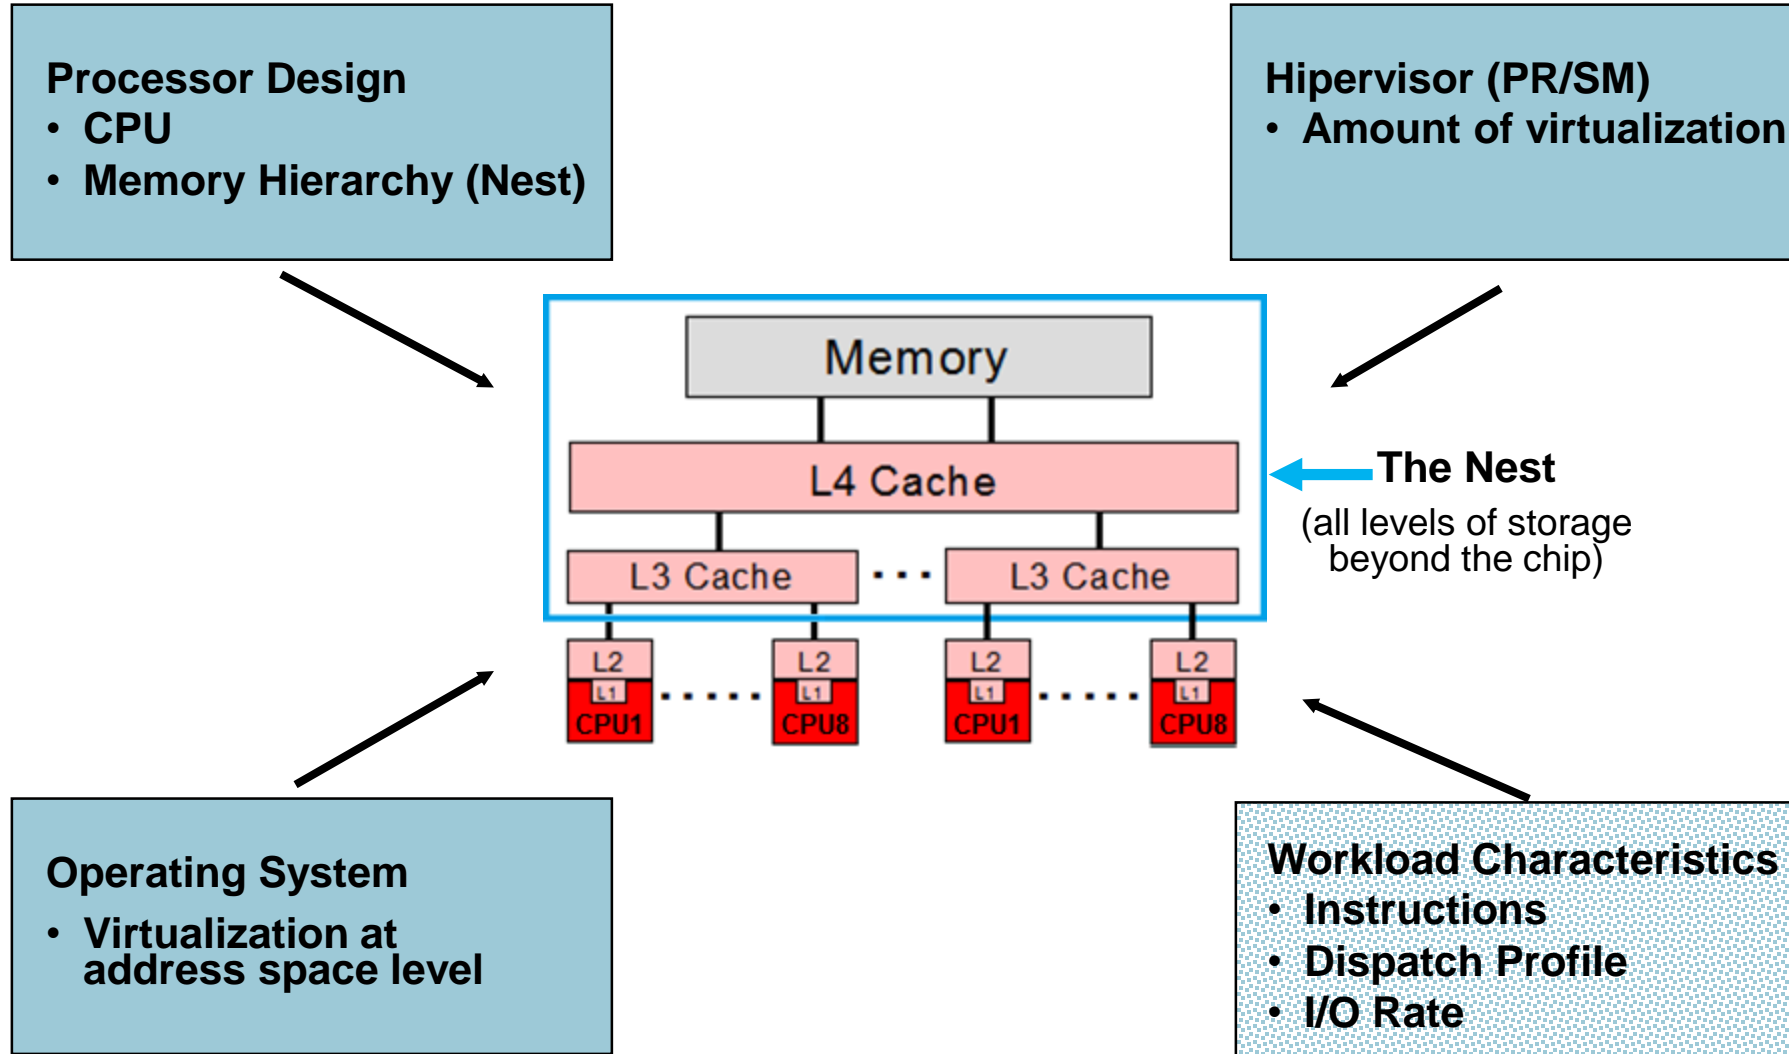 Processor Design
• CPU
• Memory Hierarchy (Nest)
Hipervisor (PR/SM)
• Amount of virtualization
Memory
L4 Cache
L3 Cache
L3 Cache
The Nest
(all levels of storage
beyond the chip)
L2
L1
CPU1
L2
L1
CPU8
L2
L1
CPU1
L2
L1
CPU8
Operating System
• Virtualization at
address space level
Workload Characteristics
• Instructions
• Dispatch Profile
• I/O Rate